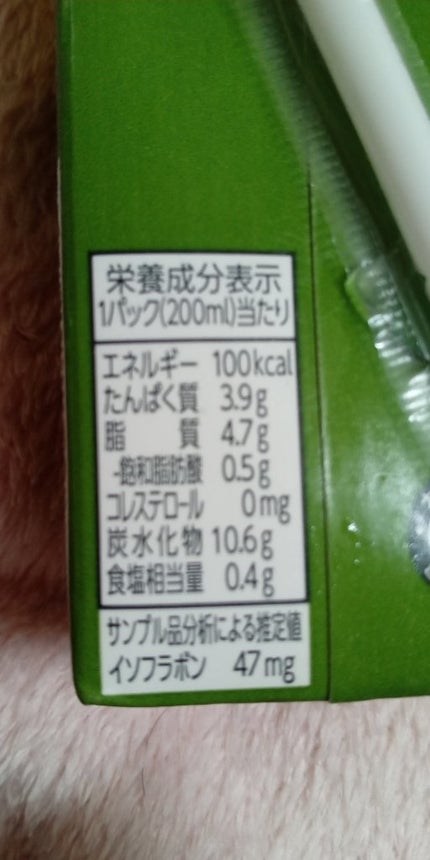 栄養成分表示
1パック(200ml)当たり
エネルギー 100kcal
たんぱく質 3.9g
脂質 4.7g
-飽和脂肪酸 0.5g
コレステロール 0mg
炭水化物 10.6g
食塩相当量 0.4g
サンプル品分析による推定値
イソフラボン 47mg